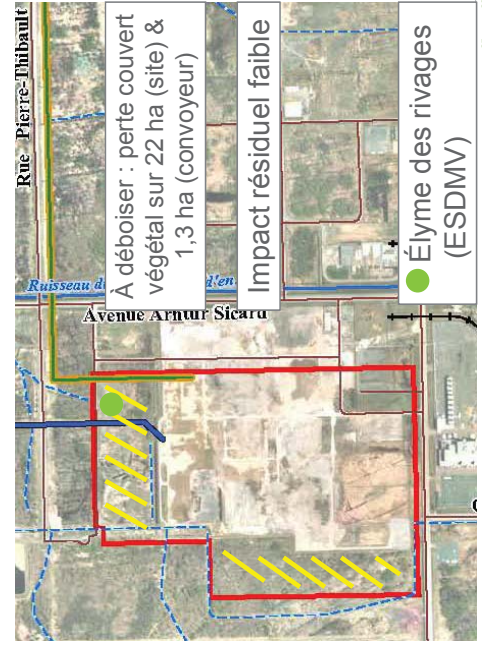 Rue Pierre-Thibault
À déboiser : perte couvert
végétal sur 22 ha (site) &
1,3 ha (convoyeur)
Ruisseau d'en
Avenue Arthur Sicard
Impact résiduel faible
Élyme des rivages
(ESDMV)